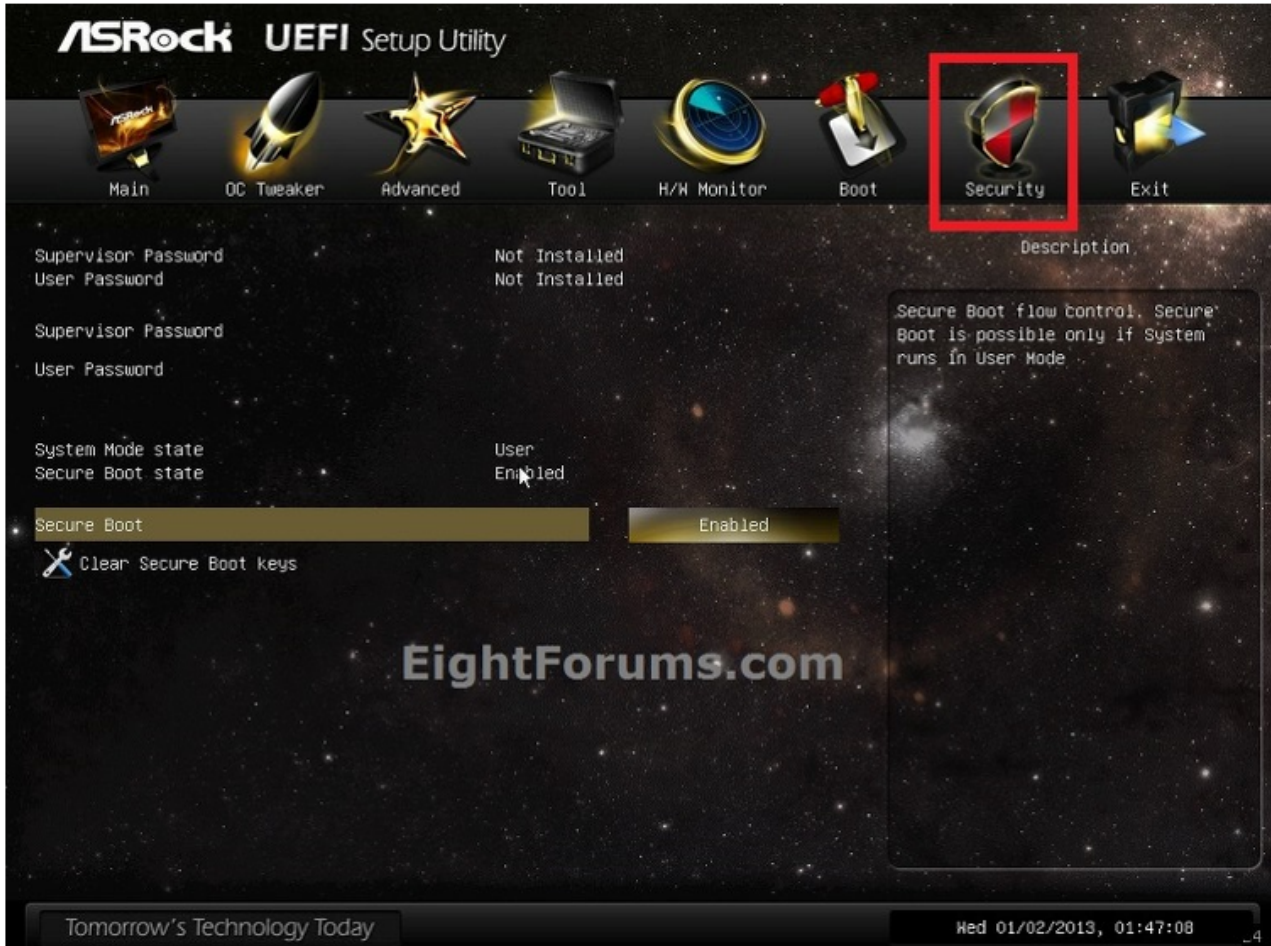 ASRock UEFI Setup Utility
ASRock
Main OC Tweaker Advanced Tool H/W Monitor Boot Security Exit
Supervisor Password Not Installed
User Password Not Installed
Supervisor Password
User Password
System Mode state User
Secure Boot state Enabled
Secure Boot Enabled
Clear Secure Boot keys
Description
Secure Boot flow control. Secure
Boot is possible only if System
runs in User Mode
EightForums.com
Tomorrow's Technology Today
Wed 01/02/2013, 01:47:08